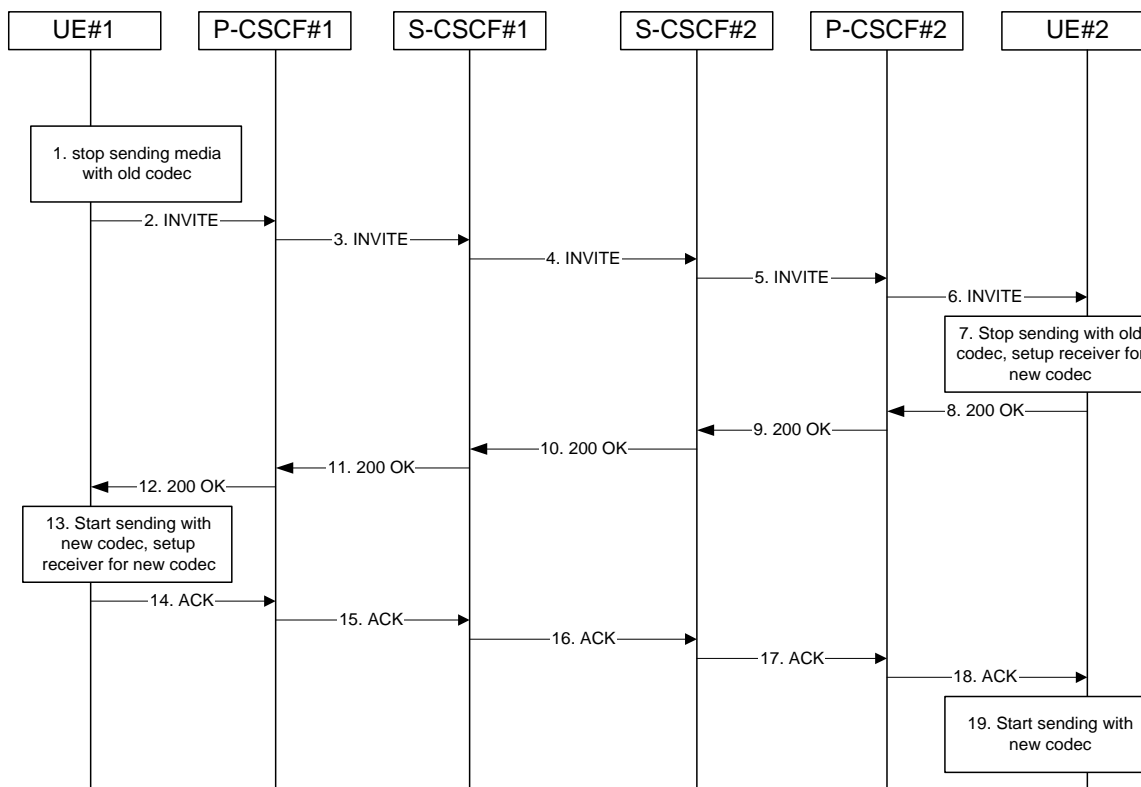 UE#1 P-CSCF#1 S-CSCF#1 S-CSCF#2 P-CSCF#2 UE#2
1. stop sending media
with old codec
2. INVITE
3. INVITE
4. INVITE
5. INVITE
6. INVITE
7. Stop sending with old
codec, setup receiver for
new codec
8. 200 OK
9. 200 OK
10. 200 OK
11. 200 OK
12. 200 OK
13. Start sending with
new codec, setup
receiver for new codec
14. ACK
15. ACK
16. ACK
17. ACK
18. ACK
19. Start sending with
new codec